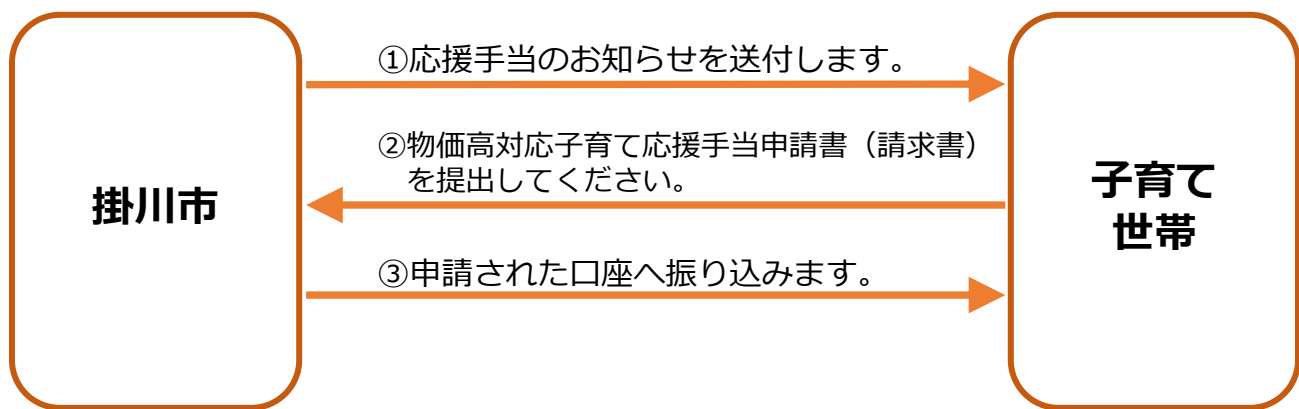 ①応援手当のお知らせを送付します。
②物価高対応子育て応援手当申請書（請求書）
を提出してください。
掛川市
子育て
世帯
③申請された口座へ振り込みます。